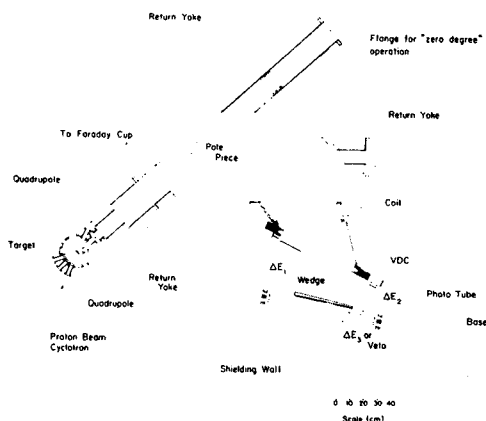 Return Yoke
Flange for "zero degree"
operation
Return Yoke
To Faraday Cup
Pole
Piece
Quadrupole
Coil
Target
VDC
ΔE₁
Return
Yoke
Wedge
ΔE₂
Photo Tube
Quadrupole
Base
Proton Beam
Cyclotron
ΔE₃ or
Veto
Shielding Wall
0 10 20 30 40
Scale (cm)